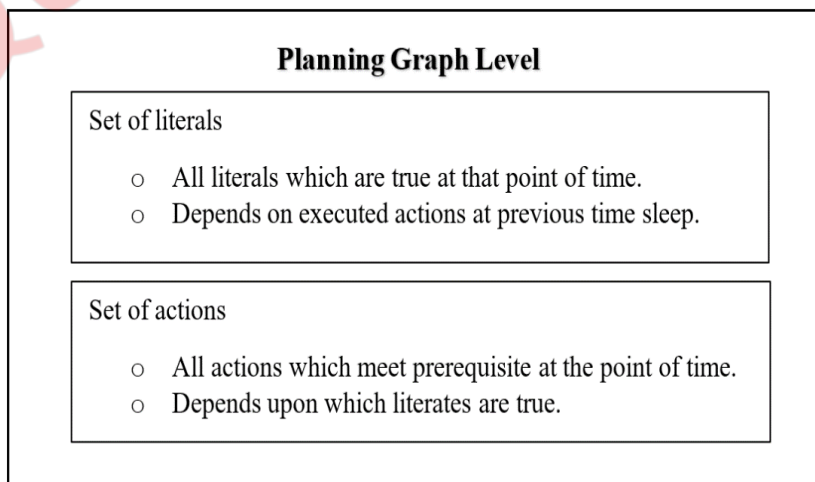 Planning Graph Level
Set of literals
o All literals which are true at that point of time.
o Depends on executed actions at previous time sleep.
Set of actions
o All actions which meet prerequisite at the point of time.
o Depends upon which literates are true.